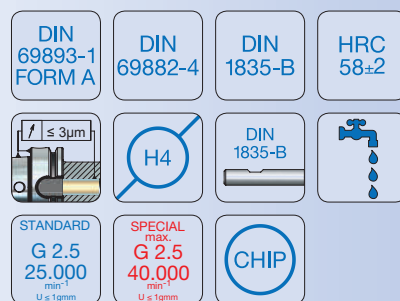 DIN
69893-1
FORM A
DIN
69882-4
DIN
1835-B
HRC
58±2
≤ 3µm
H4
DIN
1835-B
STANDARD
G 2.5
25.000
min⁻¹
U ≤ 1gmm
SPECIAL
max.
G 2.5
40.000
min⁻¹
U ≤ 1gmm
CHIP